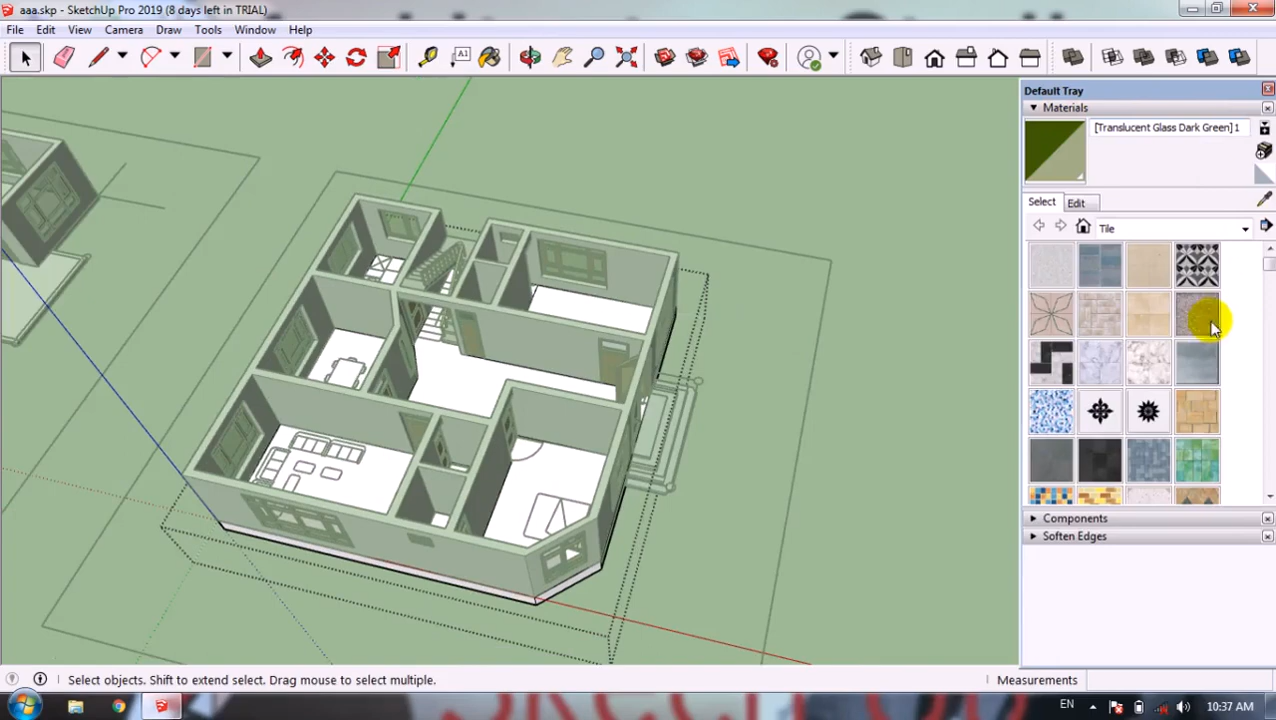 aaa.skp - SketchUp Pro 2019 (8 days left in TRIAL)
File Edit View Camera Draw Tools Window Help
A1
Default Tray
Materials
[Translucent Glass Dark Green]1
Select Edit
Tile
Components
Soften Edges
Select objects. Shift to extend select. Drag mouse to select multiple.
Measurements
EN
10:37 AM